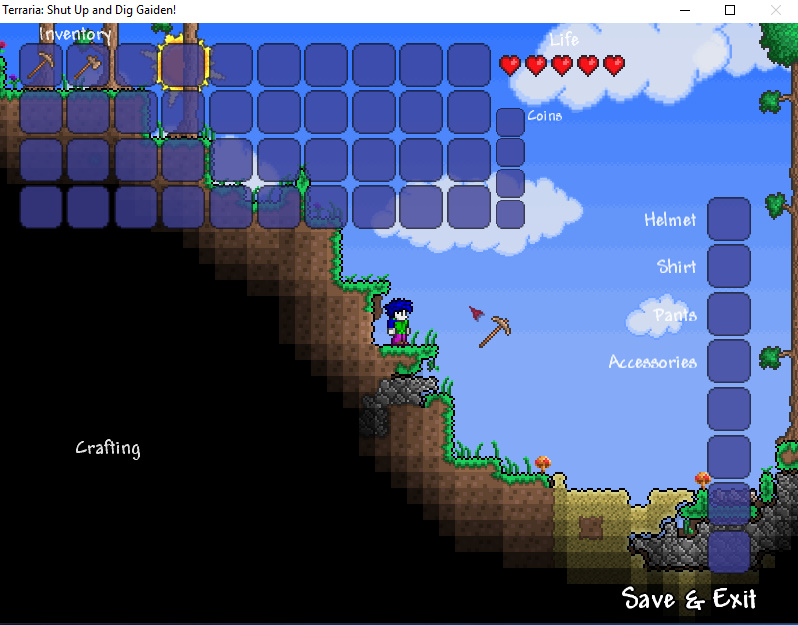 Terraria: Shut Up and Dig Gaiden!
Inventory
Life
Coins
Helmet
Shirt
Pants
Accessories
Crafting
Save & Exit